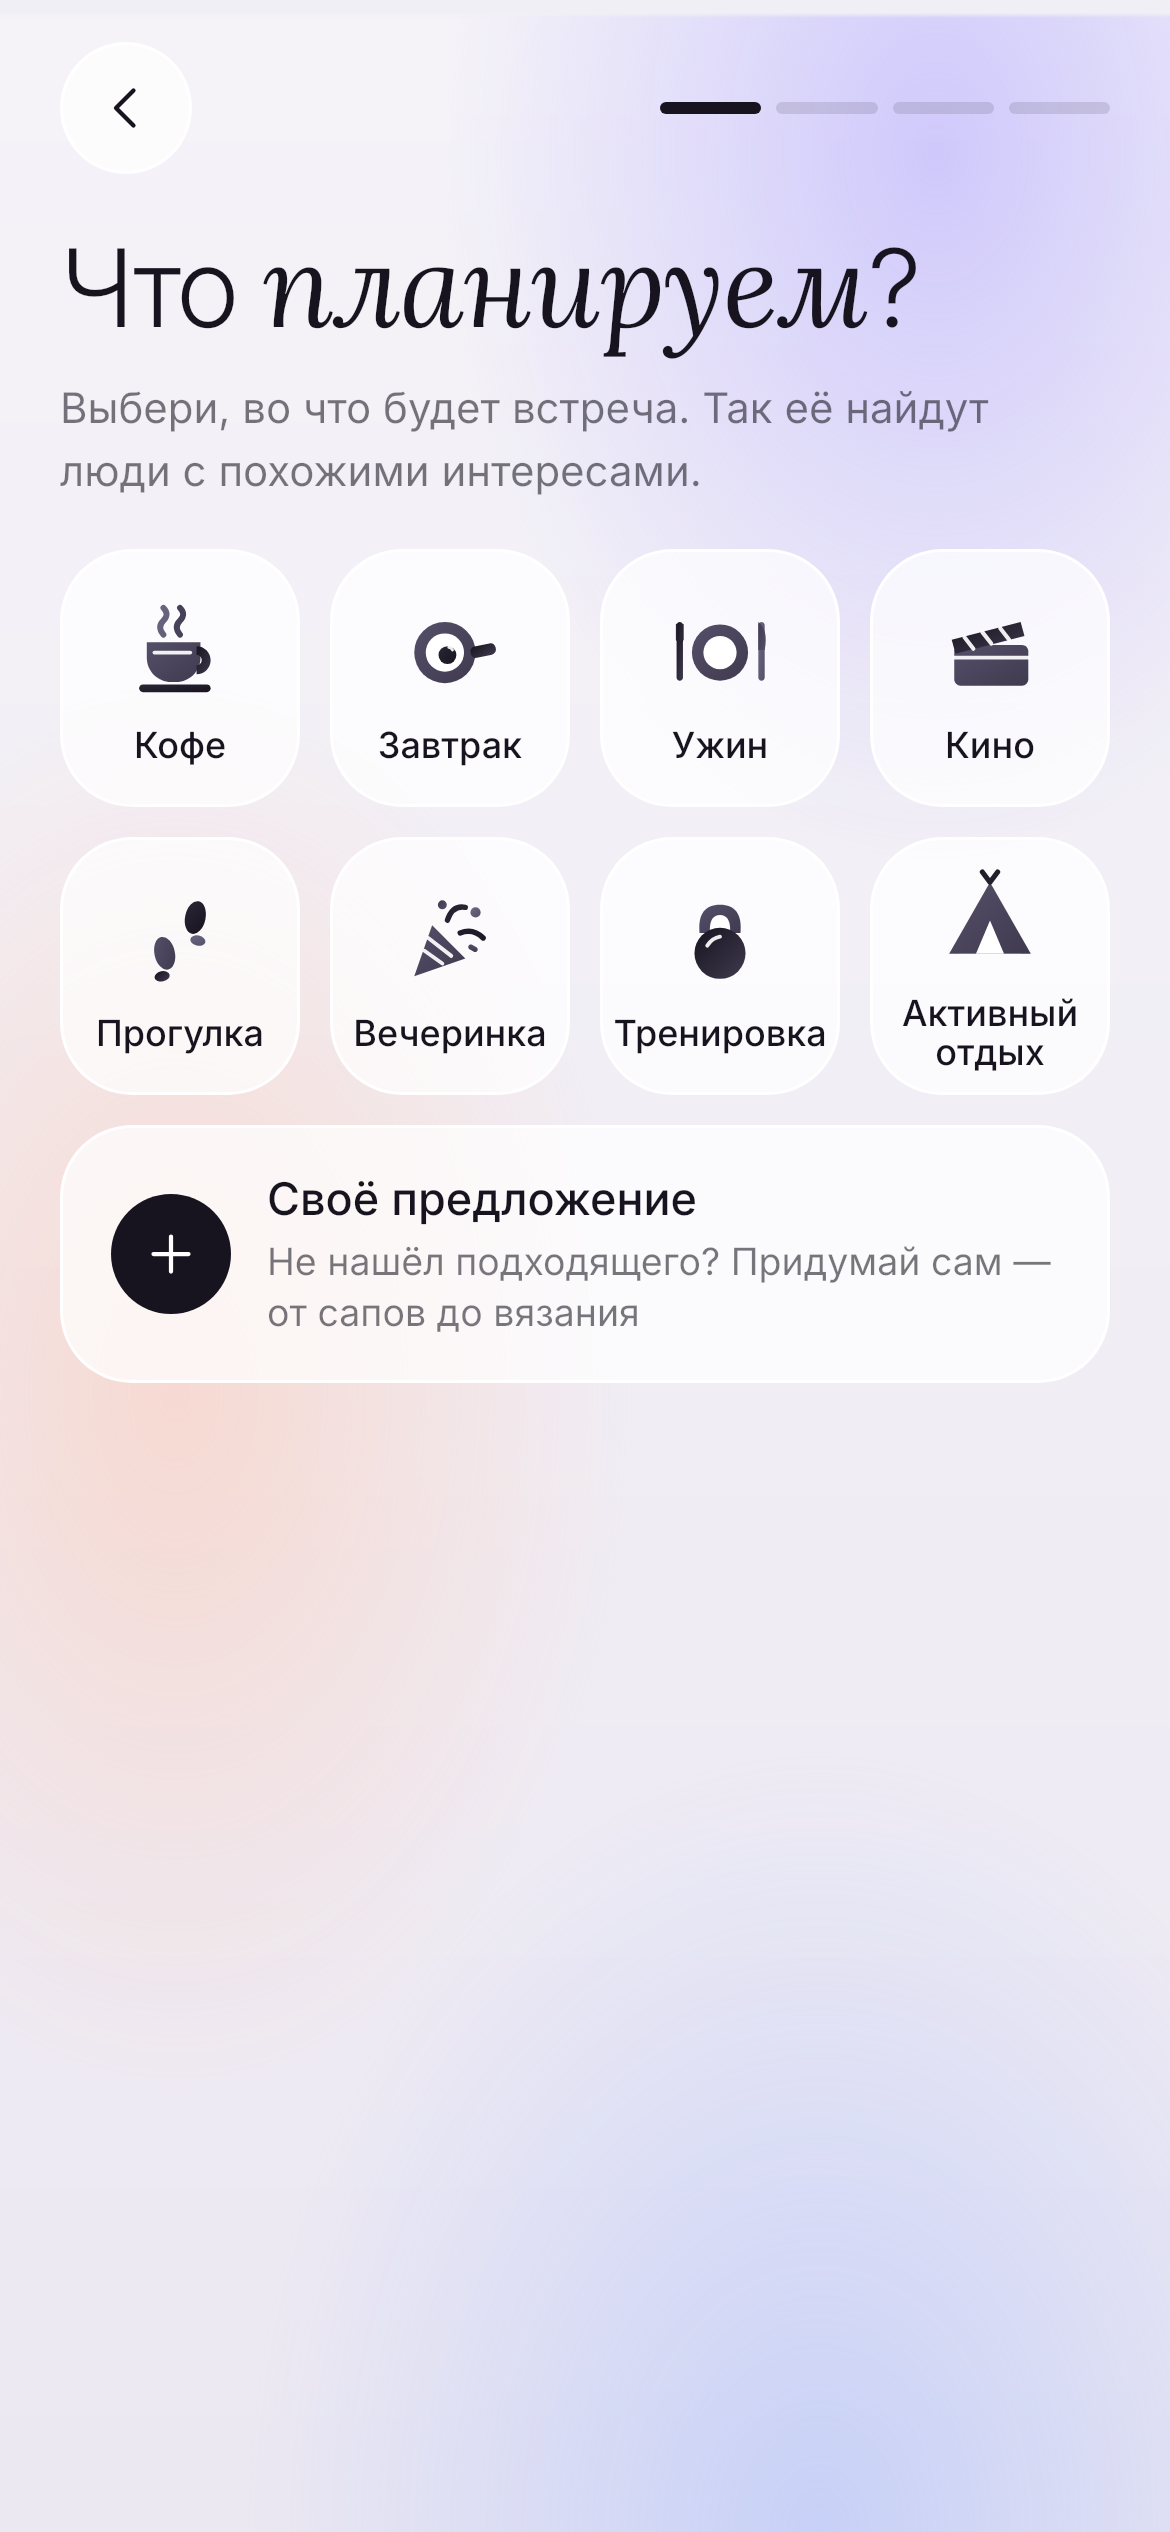 Что планируем?
Выбери, во что будет встреча. Так её найдут
люди с похожими интересами.
Кофе
Завтрак
Ужин
Кино
Прогулка
Вечеринка
Тренировка
Активный
отдых
Своё предложение
Не нашёл подходящего? Придумай сам —
от сапов до вязания